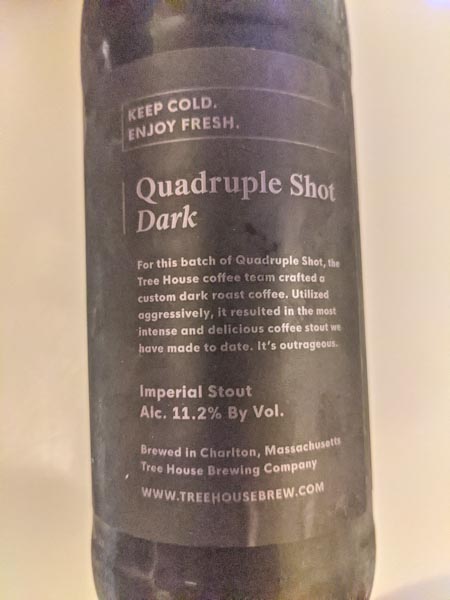 KEEP COLD.
ENJOY FRESH.
Quadruple Shot
Dark
For this batch of Quadruple Shot, the
Tree House coffee team crafted a
custom dark roast coffee. Utilized
aggressively, it resulted in the most
intense and delicious coffee stout we
have made to date. It's outrageous.
Imperial Stout
Alc. 11.2% By Vol.
Brewed in Charlton, Massachusetts
Tree House Brewing Company
WWW.TREEHOUSEBREW.COM